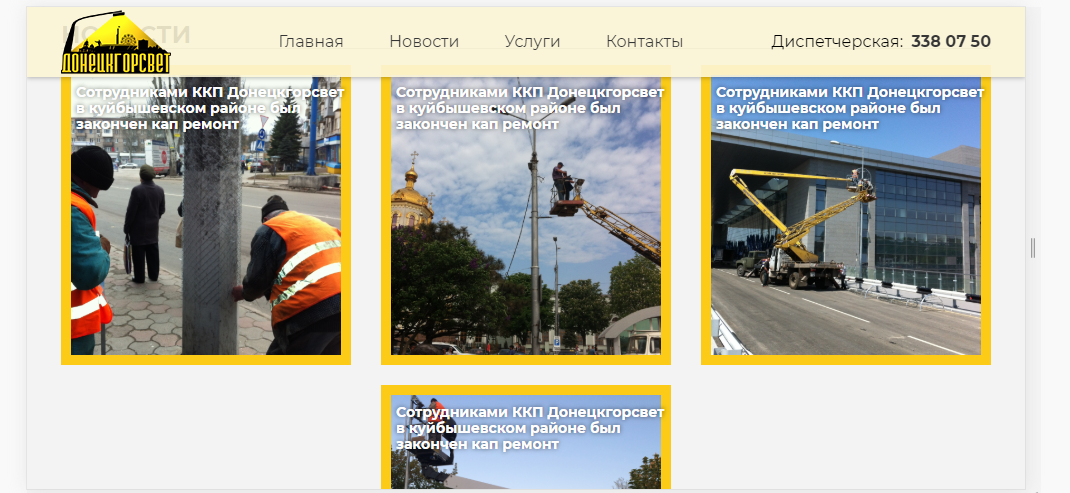 НОВОСТИ
ДОНЕЦКГОРСВЕТ
Главная Новости Услуги Контакты Диспетчерская: 338 07 50
Сотрудниками ККП Донецкгорсвет
в куйбышевском районе был
закончен кап ремонт
Сотрудниками ККП Донецкгорсвет
в куйбышевском районе был
закончен кап ремонт
Сотрудниками ККП Донецкгорсвет
в куйбышевском районе был
закончен кап ремонт
Сотрудниками ККП Донецкгорсвет
в куйбышевском районе был
закончен кап ремонт